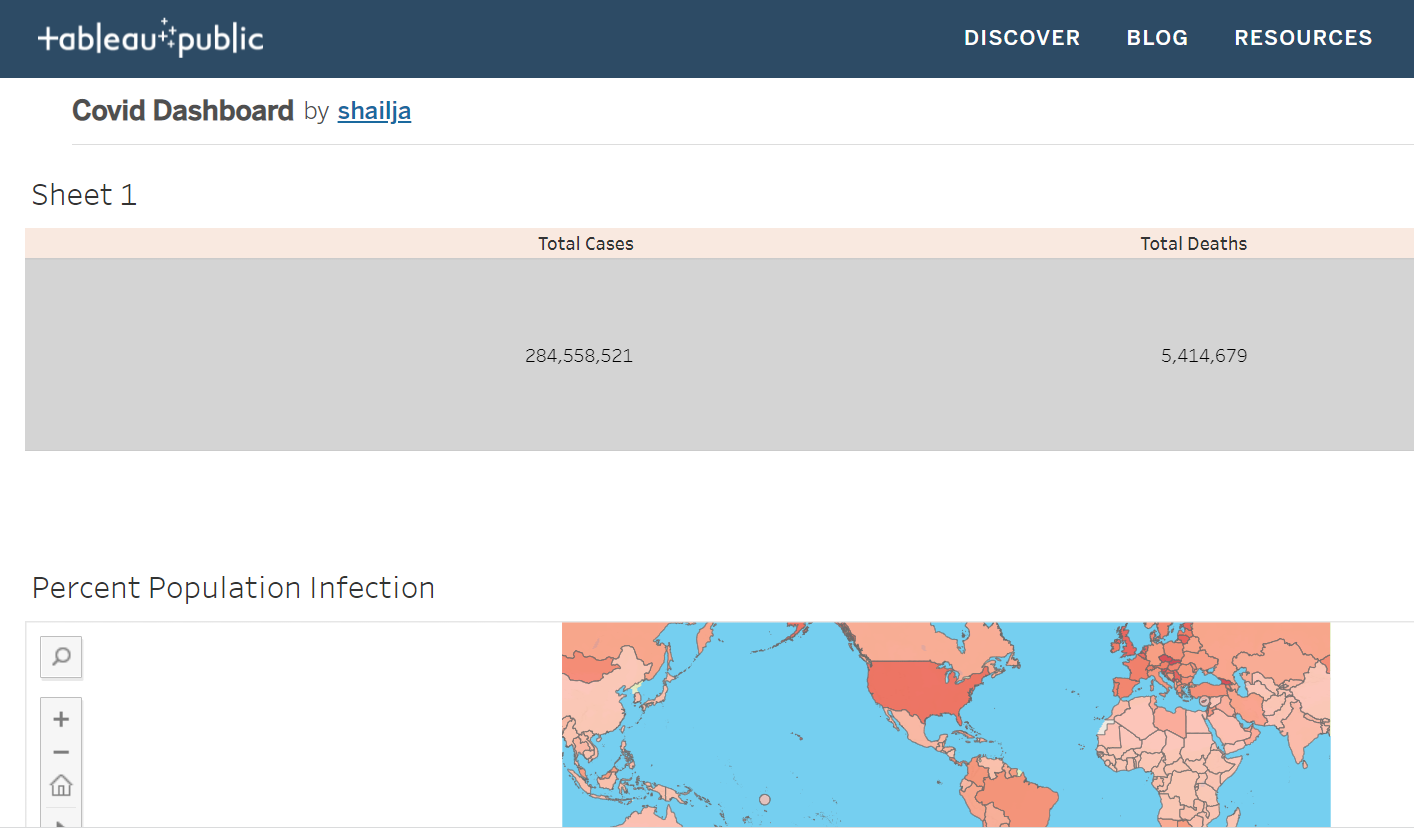 tableau public
DISCOVER BLOG RESOURCES
Covid Dashboard by shailja
Sheet 1
Total Cases Total Deaths
284,558,521 5,414,679
Percent Population Infection